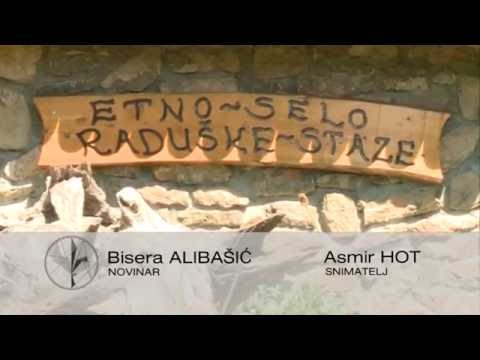 ETNO~SELO
RADUŠKE~STAZE
Bisera ALIBAŠIĆ
NOVINAR
Asmir HOT
SNIMATELJ